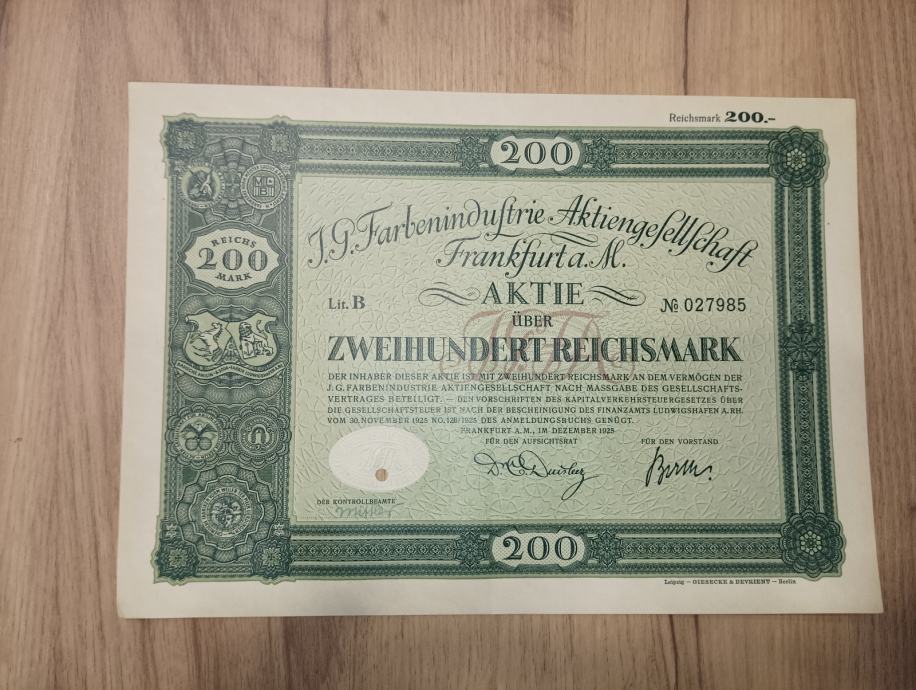 Reichsmark 200.-
200
J.G. Farbenindustrie Aktiengesellschaft
Frankfurt a. M.
Lit. B
AKTIE
№ 027985
ÜBER
ZWEIHUNDERT REICHSMARK
DER INHABER DIESER AKTIE IST MIT ZWEIHUNDERT REICHSMARK AN DEM VERMÖGEN DER
J. G. FARBENINDUSTRIE AKTIENGESELLSCHAFT NACH MASSGABE DES GESELLSCHAFTS-
VERTRAGES BETEILIGT. — DEN VORSCHRIFTEN DES KAPITALVERKEHRSTEUERGESETZES ÜBER
DIE GESELLSCHAFTSTEUER IST NACH DER BESCHEINIGUNG DES FINANZAMTS LUDWIGSHAFEN A. RH.
VOM 30. NOVEMBER 1925 NO. 128/1925 DES ANMELDUNGSBUCHS GENÜGT.
FRANKFURT A. M., IM DEZEMBER 1925
FÜR DEN AUFSICHTSRAT
FÜR DEN VORSTAND
DER KONTROLLBEAMTE
REICHS
200
MARK
200
Leipzig — GIESECKE & DEVRIENT — Berlin